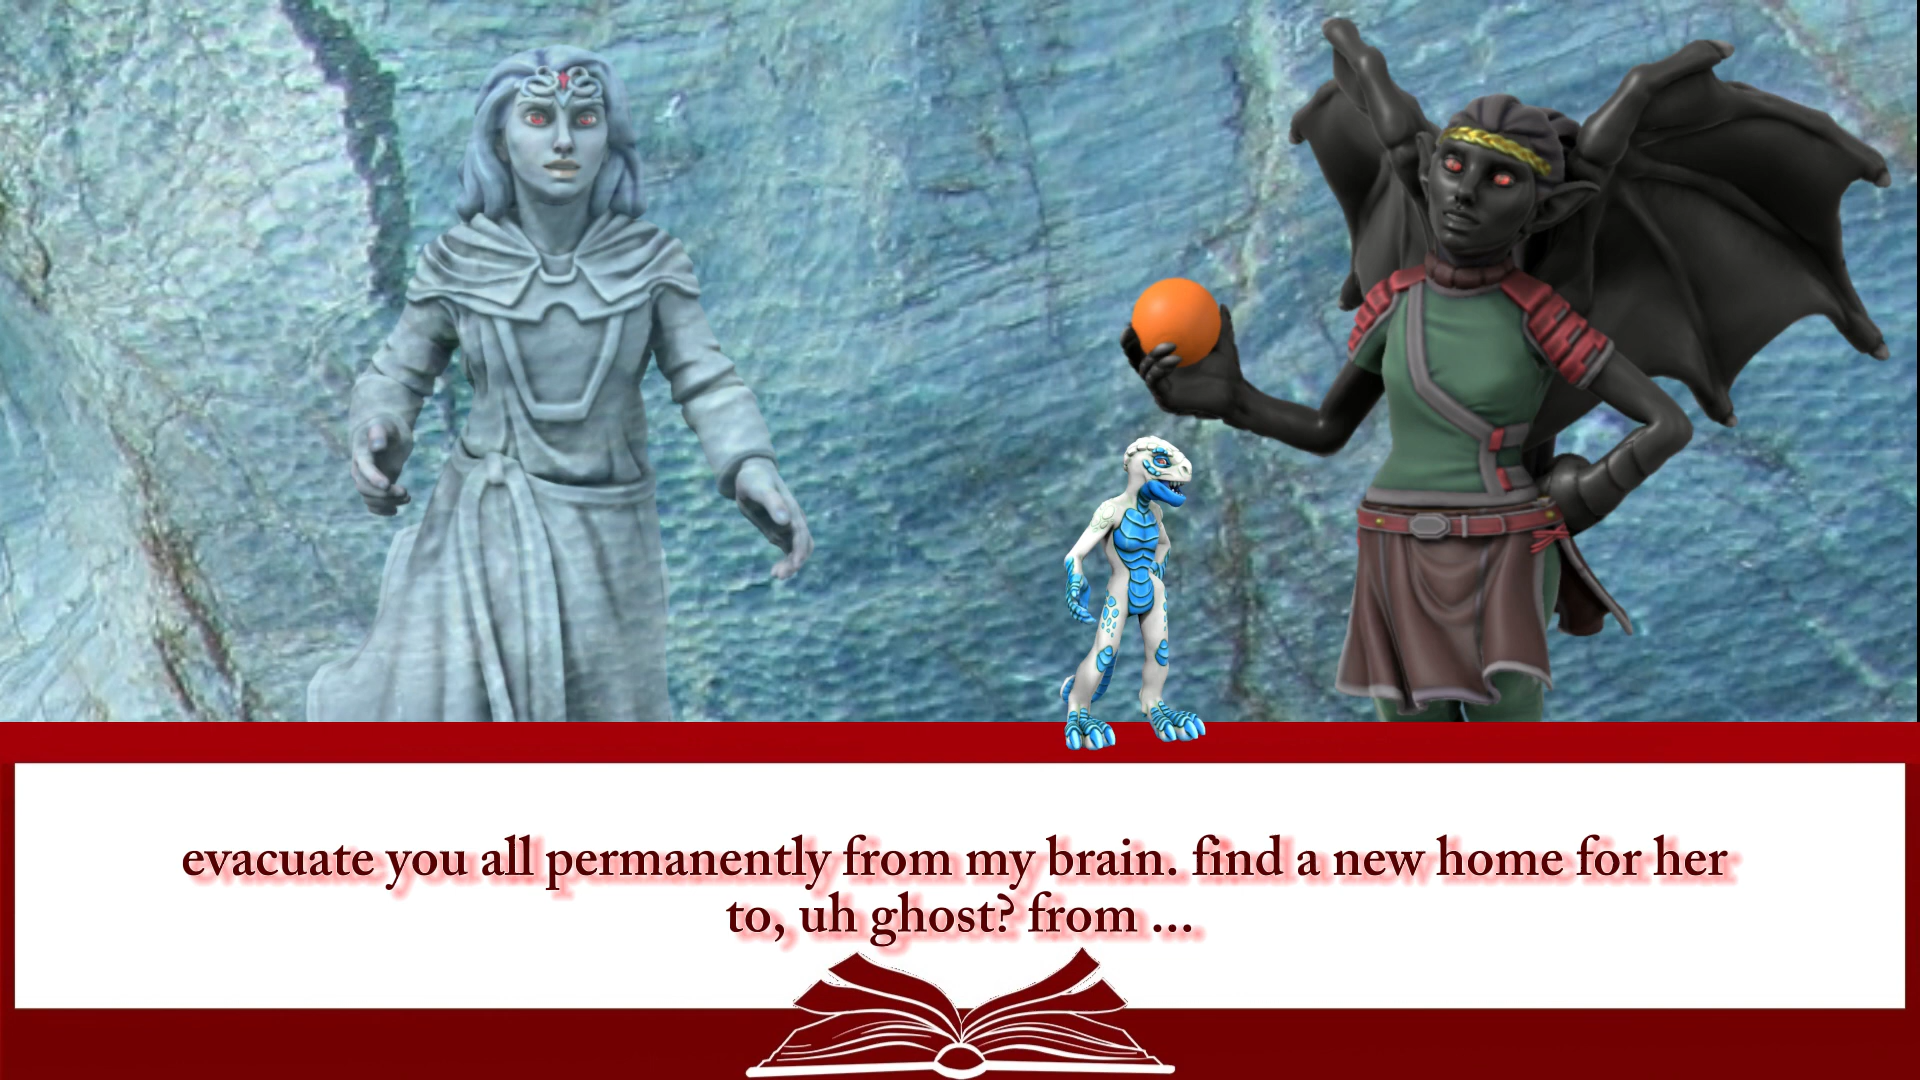 evacuate you all permanently from my brain. find a new home for her
to, uh ghost? from ...